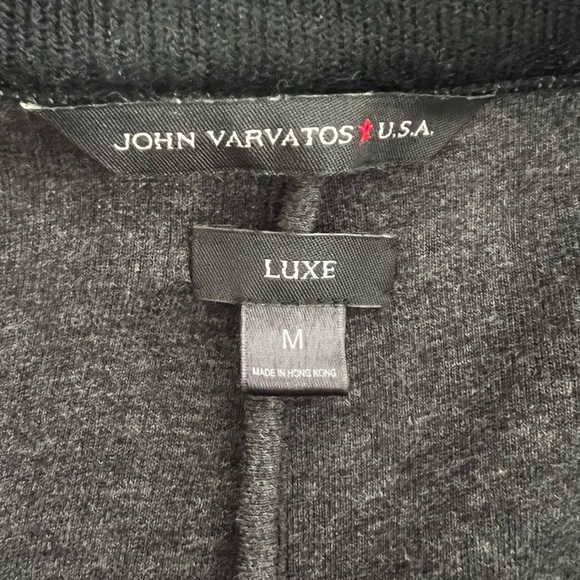 JOHN VARVATOS U.S.A.
LUXE
M
MADE IN HONG KONG